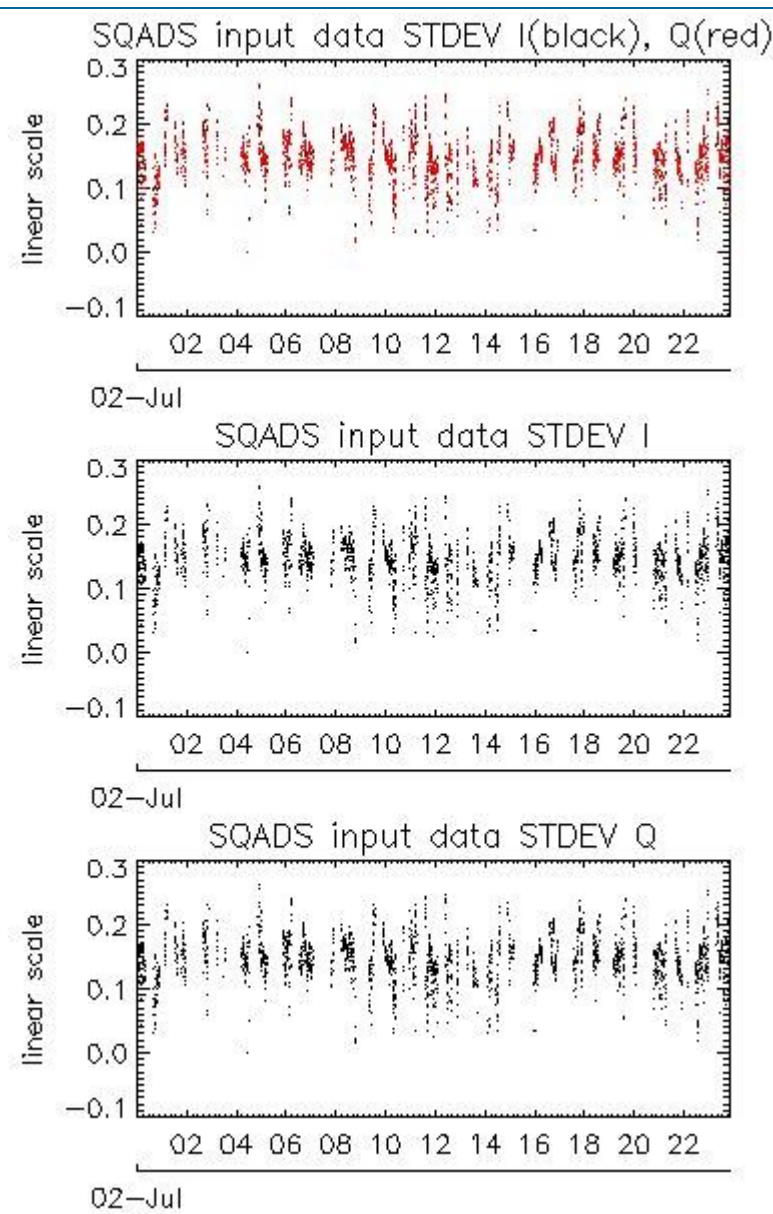 SQADS input data STDEV I(black), Q(red)
0.3
0.2
0.1
0.0
−0.1
linear scale
02 04 06 08 10 12 14 16 18 20 22
02−Jul
SQADS input data STDEV I
0.3
0.2
0.1
0.0
−0.1
linear scale
02 04 06 08 10 12 14 16 18 20 22
02−Jul
SQADS input data STDEV Q
0.3
0.2
0.1
0.0
−0.1
linear scale
02 04 06 08 10 12 14 16 18 20 22
02−Jul